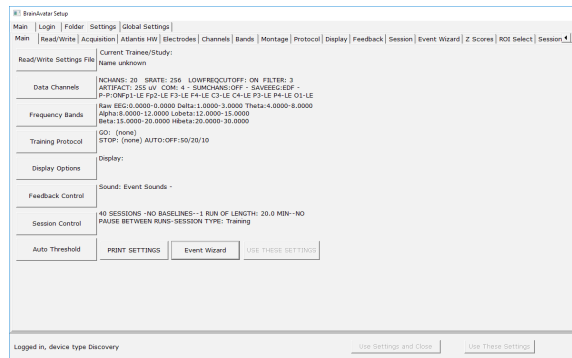 BrainAvatar Setup
Main Login Folder Settings Global Settings
Main Read/Write Acquisition Atlantis HW Electrodes Channels Bands Montage Protocol Display Feedback Session Event Wizard Z Scores ROI Select Session
Read/Write Settings File
Current Trainee/Study:
Name unknown
Data Channels
NCHANS: 20 SRATE: 256 LOWFREQCUTOFF: ON FILTER: 3
ARTIFACT: 255 uV COM: 4 - SUMCHANS:OFF - SAVEEEG:EDF -
P-P:ONFp1-LE Fp2-LE F3-LE F4-LE C3-LE C4-LE P3-LE P4-LE O1-LE
Frequency Bands
Raw EEG:0.0000-0.0000 Delta:1.0000-3.0000 Theta:4.0000-8.0000
Alpha:8.0000-12.0000 Lobeta:12.0000-15.0000
Beta:15.0000-20.0000 Hibeta:20.0000-30.0000
Training Protocol
GO: (none)
STOP: (none) AUTO:OFF:50/20/10
Display Options
Display:
Feedback Control
Sound: Event Sounds -
Session Control
40 SESSIONS -NO BASELINES--1 RUN OF LENGTH: 20.0 MIN--NO
PAUSE BETWEEN RUNS-SESSION TYPE: Training
Auto Threshold PRINT SETTINGS Event Wizard USE THESE SETTINGS
Logged in, device type Discovery Use Settings and Close Use These Settings